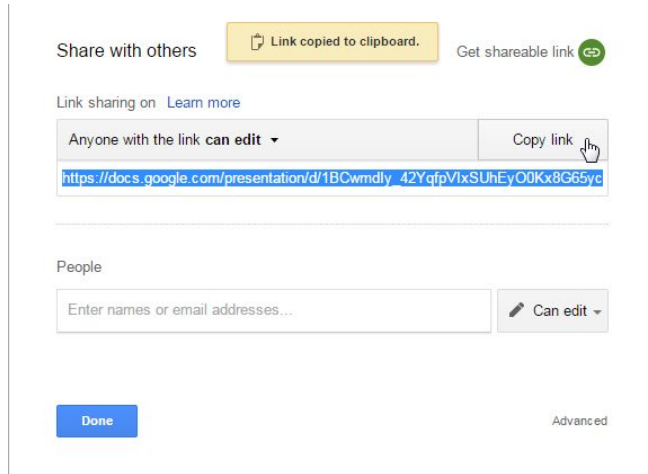 Link copied to clipboard.
Share with others
Get shareable link
Link sharing on Learn more
Anyone with the link can edit
Copy link
https://docs.google.com/presentation/d/1BCwmdly_42YqfpVIxSUhEyO0Kx8G65yc
People
Enter names or email addresses...
Can edit
Done
Advanced